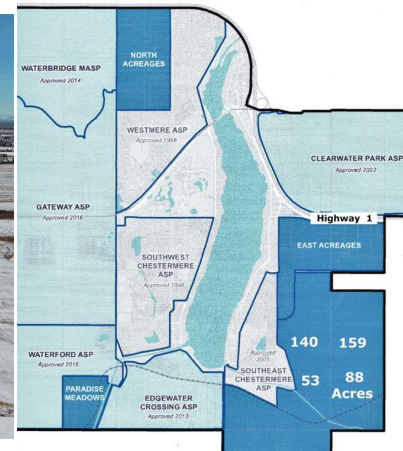 WATERBRIDGE MASP
Approved 2014
NORTH
ACREAGES
WESTMERE ASP
Approved 1998
CLEARWATER PARK ASP
Approved 2022
GATEWAY ASP
Approved 2016
Highway 1
EAST ACREAGES
SOUTHWEST
CHESTERMERE
ASP
Approved 1998
WATERFORD ASP
Approved 2016
Approved
2005
SOUTHEAST
CHESTERMERE
ASP
140
159
53
88
Acres
PARADISE
MEADOWS
EDGEWATER
CROSSING ASP
Approved 2013